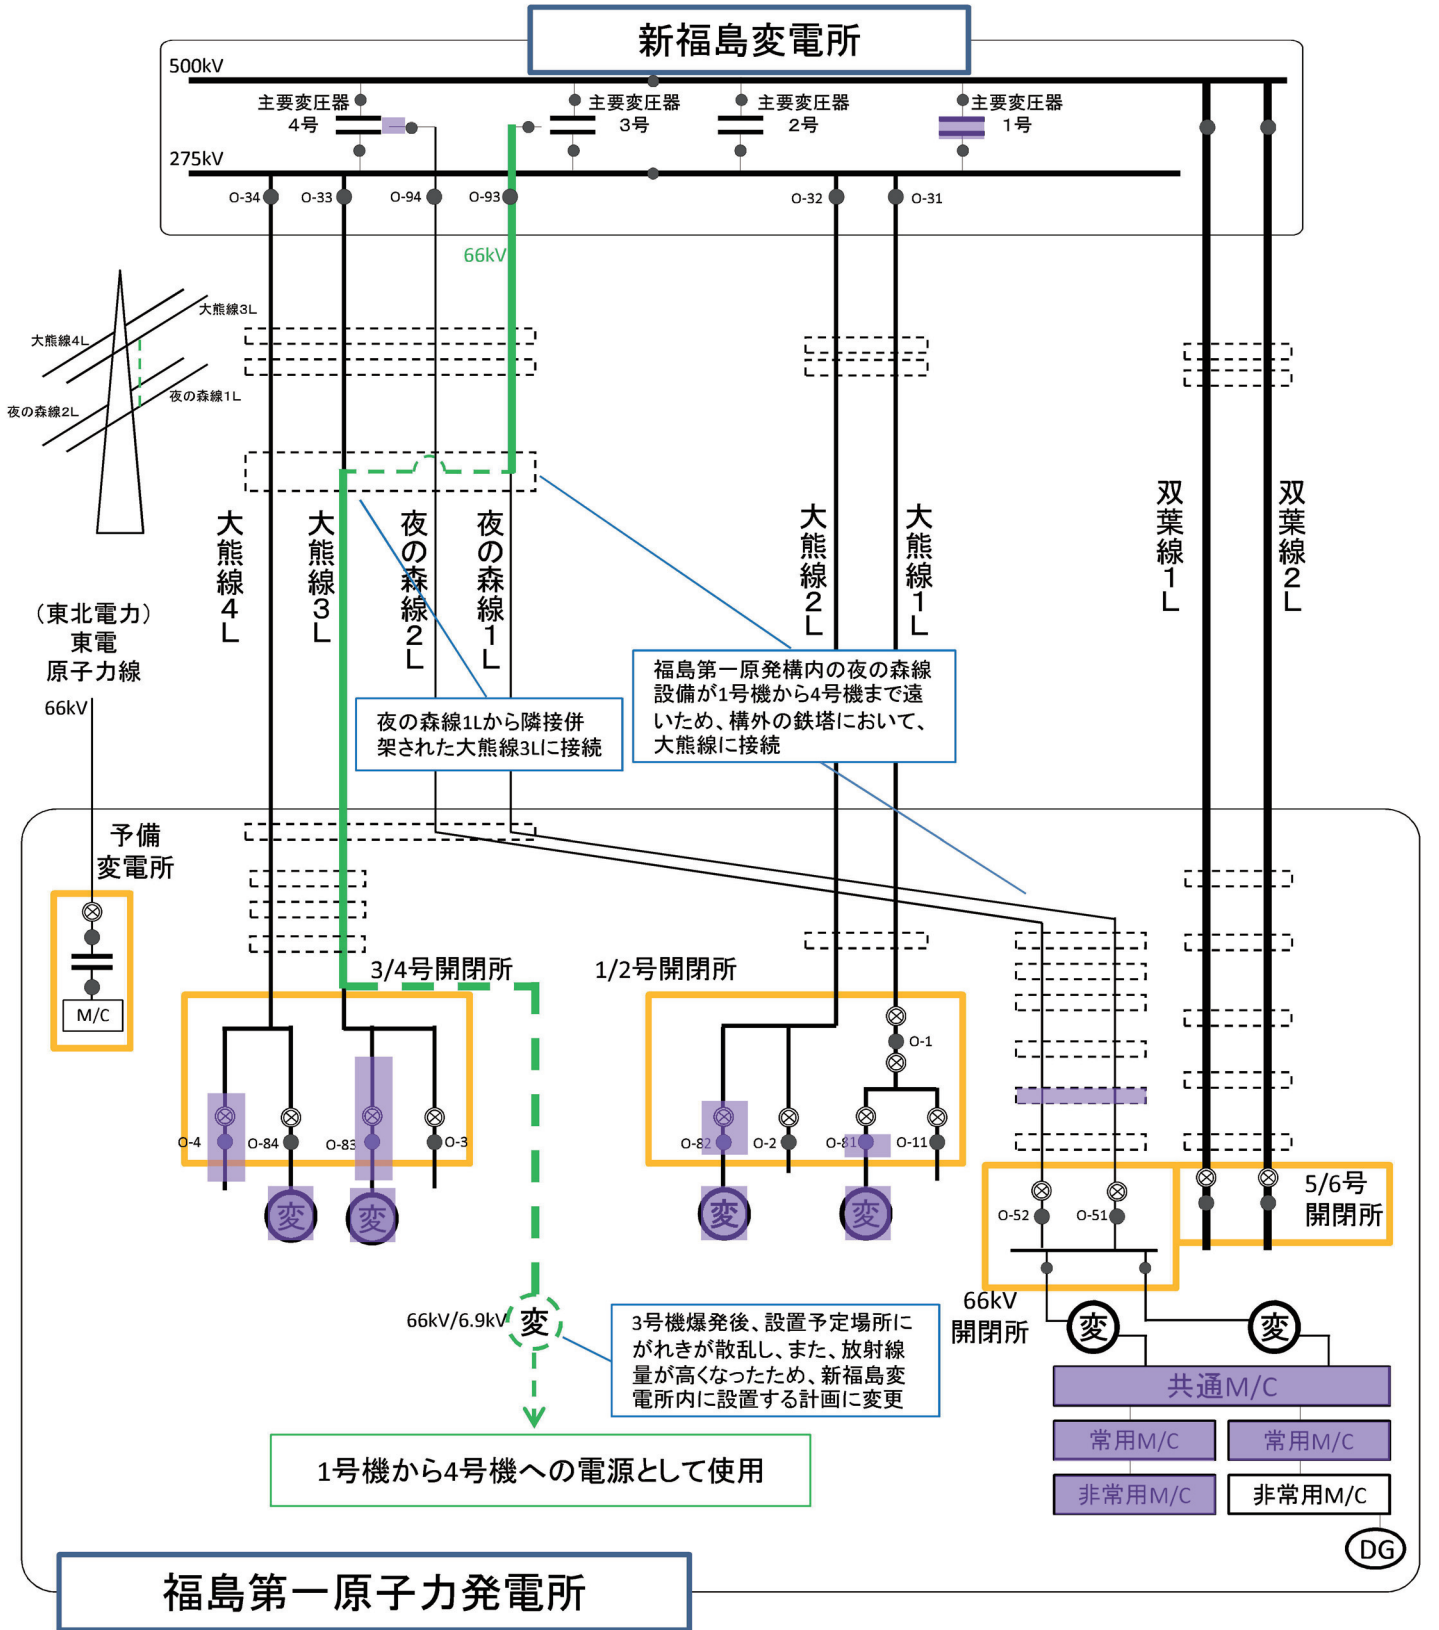 新福島変電所
500kV
主要変圧器
4号
主要変圧器
3号
主要変圧器
2号
主要変圧器
1号
275kV
O-34
O-33
O-94
O-93
O-32
O-31
66kV
大熊線3L
大熊線4L
夜の森線1L
夜の森線2L
大熊線4L
大熊線3L
夜の森線2L
夜の森線1L
大熊線2L
大熊線1L
双葉線1L
双葉線2L
（東北電力）
東電
原子力線
66kV
夜の森線1Lから隣接併
架された大熊線3Lに接続
福島第一原発構内の夜の森線
設備が1号機から4号機まで遠
いため、構外の鉄塔において、
大熊線に接続
予備
変電所
M/C
3/4号開閉所
1/2号開閉所
O-1
O-4
O-84
O-83
O-3
O-82
O-2
O-81
O-11
変
変
変
変
O-52
O-51
5/6号
開閉所
66kV
開閉所
66kV/6.9kV
変
3号機爆発後、設置予定場所に
がれきが散乱し、また、放射線
量が高くなったため、新福島変
電所内に設置する計画に変更
変
変
共通M/C
常用M/C
常用M/C
非常用M/C
非常用M/C
DG
1号機から4号機への電源として使用
福島第一原子力発電所